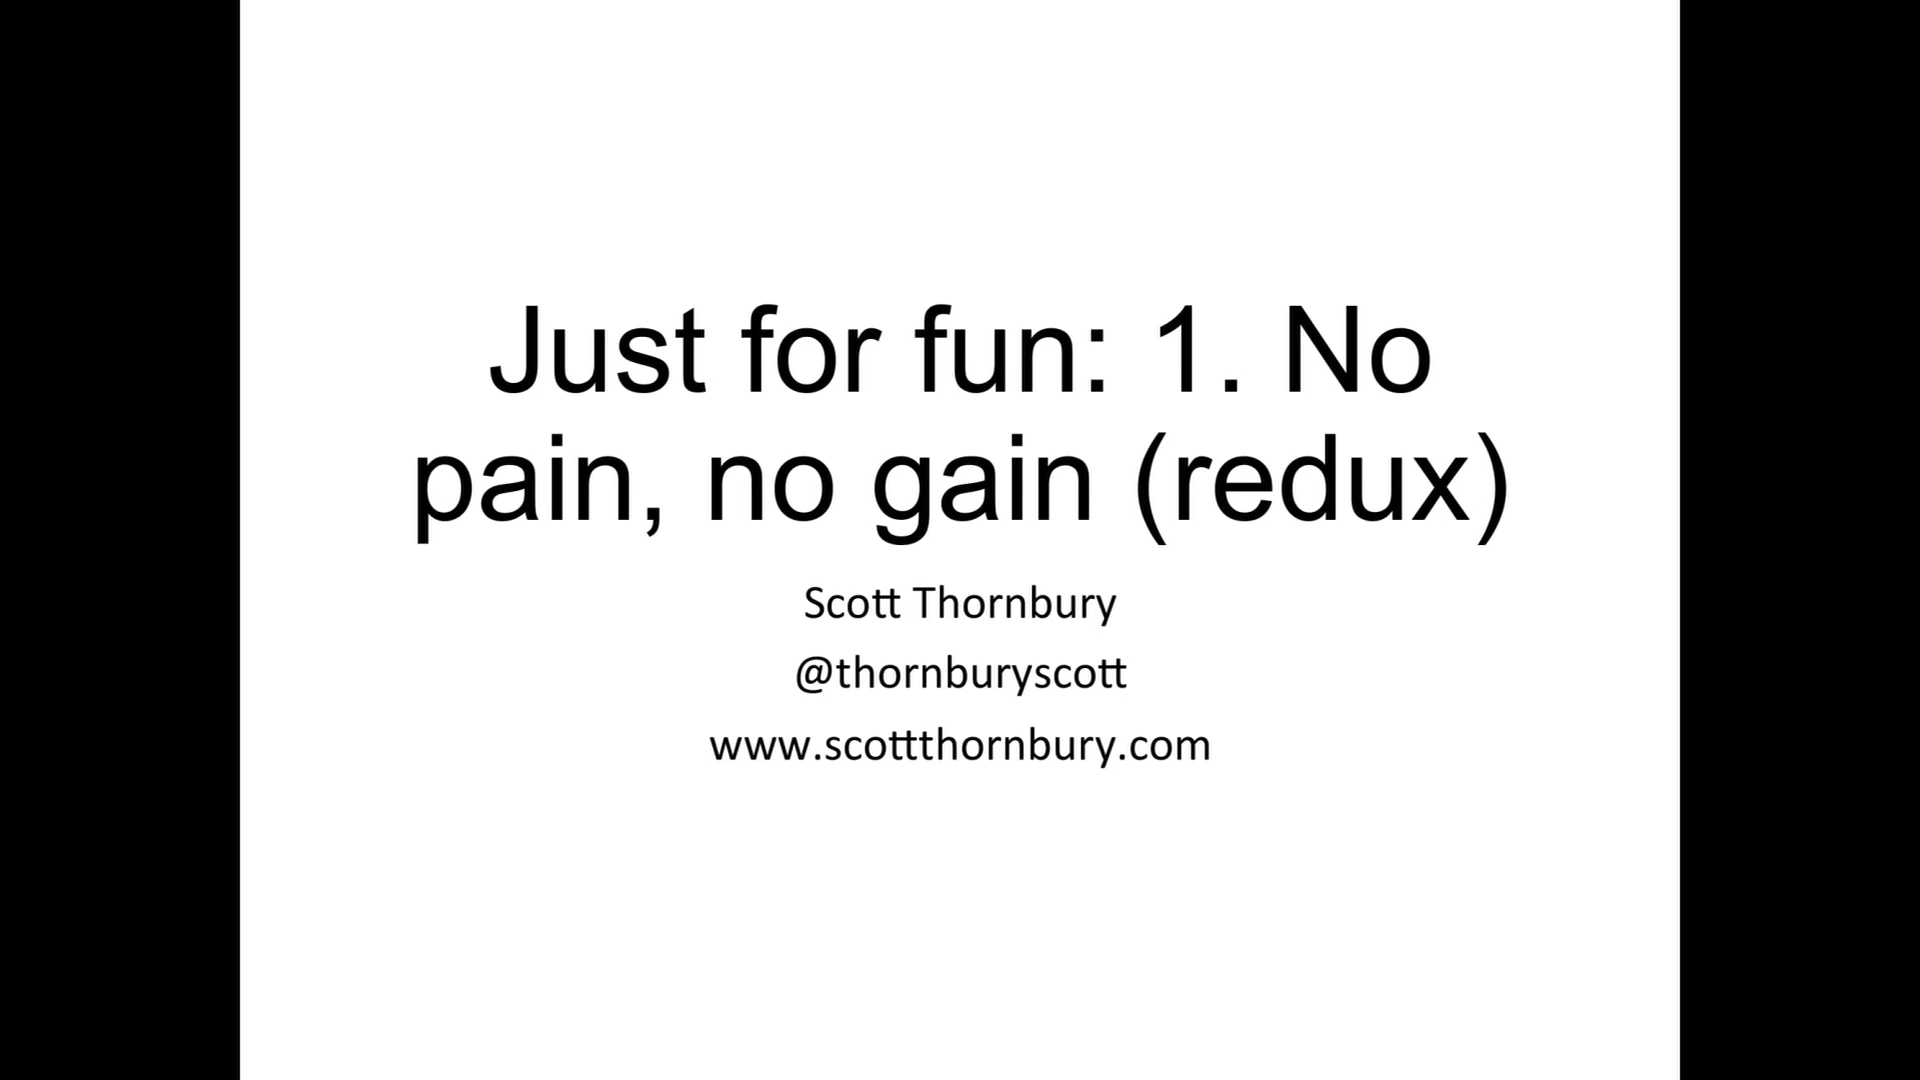 Just for fun: 1. No
pain, no gain (redux)
Scott Thornbury
@thornburyscott
www.scottthornbury.com